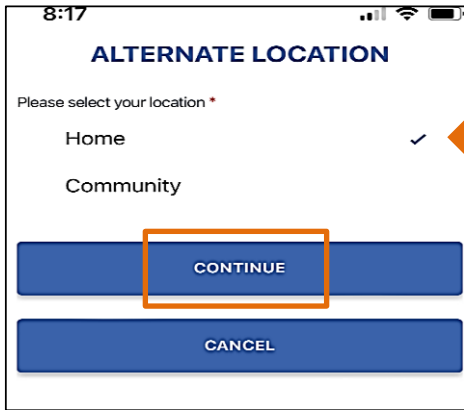 8:17
ALTERNATE LOCATION
Please select your location *
Home
Community
CONTINUE
CANCEL